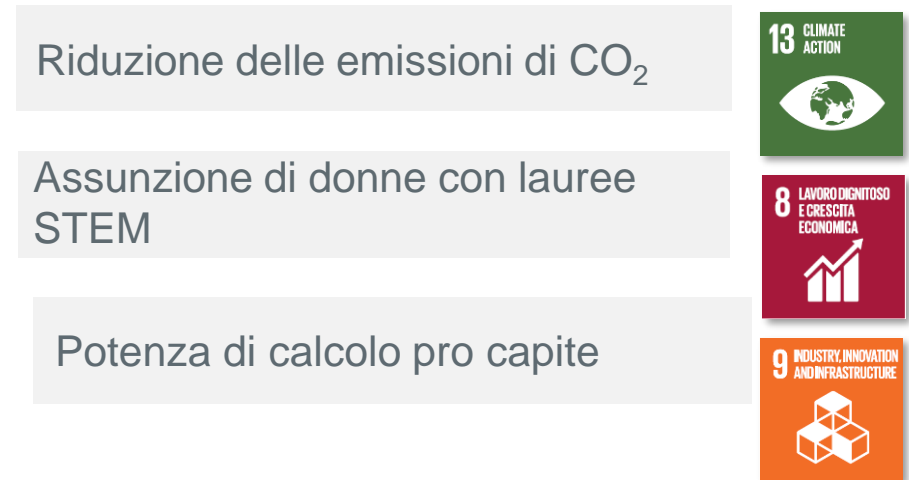 Riduzione delle emissioni di CO₂
13 CLIMATE
ACTION
Assunzione di donne con lauree
STEM
8 LAVORO DIGNITOSO
E CRESCITA
ECONOMICA
Potenza di calcolo pro capite
9 INDUSTRY, INNOVATION
AND INFRASTRUCTURE